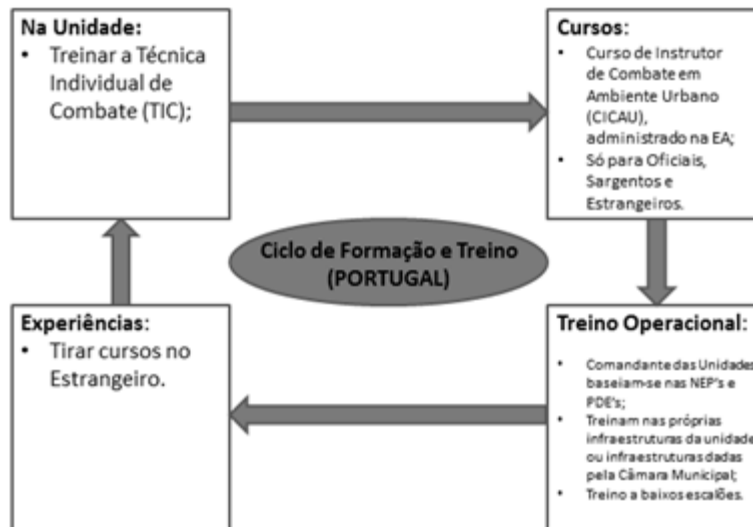 Na Unidade:
• Treinar a Técnica
Individual de
Combate (TIC);
Cursos:
• Curso de Instrutor
de Combate em
Ambiente Urbano
(CICAU),
administrado na EA;
• Só para Oficiais,
Sargentos e
Estrangeiros.
Ciclo de Formação e Treino
(PORTUGAL)
Experiências:
• Tirar cursos no
Estrangeiro.
Treino Operacional:
• Comandante das Unidades
baseiam-se nas NEP's e
PDE's;
• Treinam nas próprias
infraestruturas da unidade
ou infraestruturas dadas
pela Câmara Municipal;
• Treino a baixos escalões.